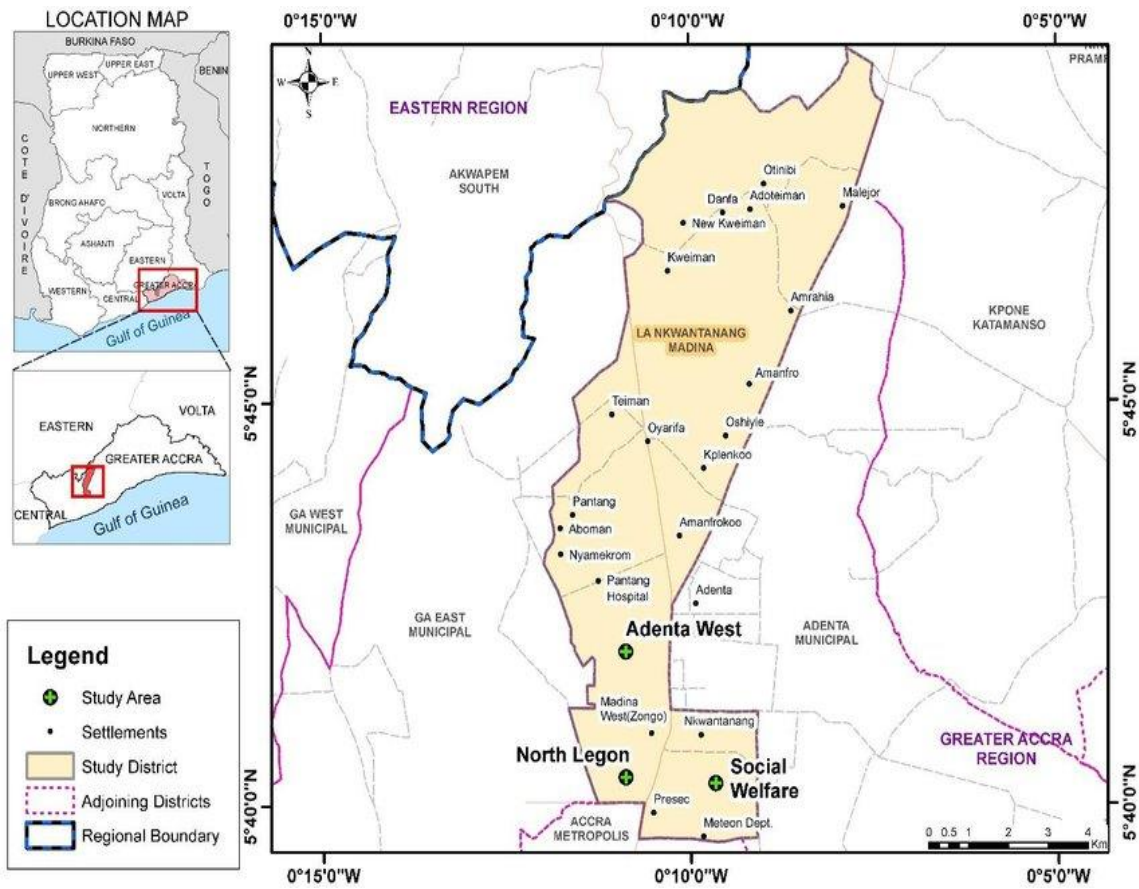 LOCATION MAP
BURKINA FASO
UPPER EAST
UPPER WEST
BENIN
NORTHERN
COTE D'IVOIRE
TOGO
VOLTA
BRONG AHAFO
ASHANTI
EASTERN
WESTERN
CENTRAL
GREATER ACCRA
Gulf of Guinea
VOLTA
EASTERN
GREATER ACCRA
CENTRAL
Gulf of Guinea
Legend
Study Area
Settlements
Study District
Adjoining Districts
Regional Boundary
0°15'0"W
0°10'0"W
0°5'0"W
N
W
E
S
EASTERN REGION
AKWAPEM
SOUTH
Otinibi
Danfa
Adoteiman
Malejor
New Kweiman
Kweiman
Amrahia
KPONE
KATAMANSO
LA NKWANTANANG
MADINA
Amanfro
5°45'0"N
5°45'0"N
Teiman
Oyarifa
Oshiyie
Kplenkoo
Pantang
GA WEST
MUNICIPAL
Aboman
Amanfrokoo
Nyamekrom
Pantang
Hospital
Adenta
GA EAST
MUNICIPAL
Adenta West
ADENTA
MUNICIPAL
Madina
West(Zongo)
Nkwantanang
GREATER ACCRA
REGION
North Legon
Social
Welfare
5°40'0"N
5°40'0"N
Presec
ACCRA
METROPOLIS
Meteon Dept.
0 0.5 1 2 3 4
Km
0°15'0"W
0°10'0"W
0°5'0"W